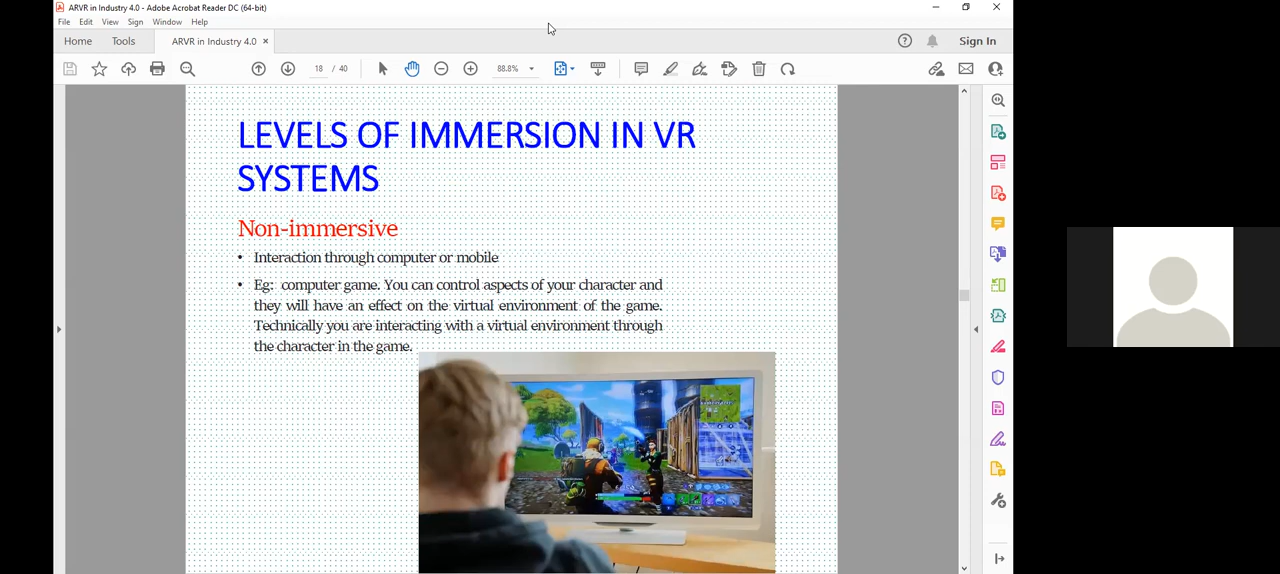 ARVR in Industry 4.0 - Adobe Acrobat Reader DC (64-bit)
File Edit View Sign Window Help
Home Tools ARVR in Industry 4.0 × Sign In
18 / 40 88.8%
LEVELS OF IMMERSION IN VR
SYSTEMS
Non-immersive
• Interaction through computer or mobile
• Eg: computer game. You can control aspects of your character and
they will have an effect on the virtual environment of the game.
Technically you are interacting with a virtual environment through
the character in the game.